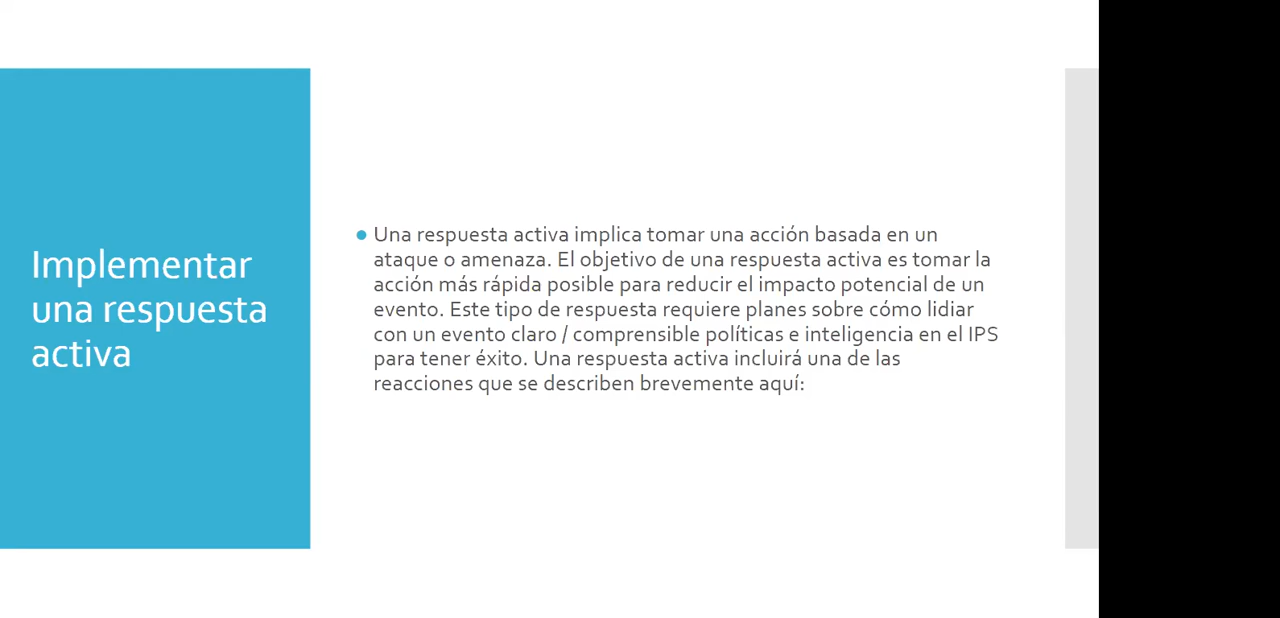 Implementar
una respuesta
activa
Una respuesta activa implica tomar una acción basada en un
ataque o amenaza. El objetivo de una respuesta activa es tomar la
acción más rápida posible para reducir el impacto potencial de un
evento. Este tipo de respuesta requiere planes sobre cómo lidiar
con un evento claro / comprensible políticas e inteligencia en el IPS
para tener éxito. Una respuesta activa incluirá una de las
reacciones que se describen brevemente aquí: